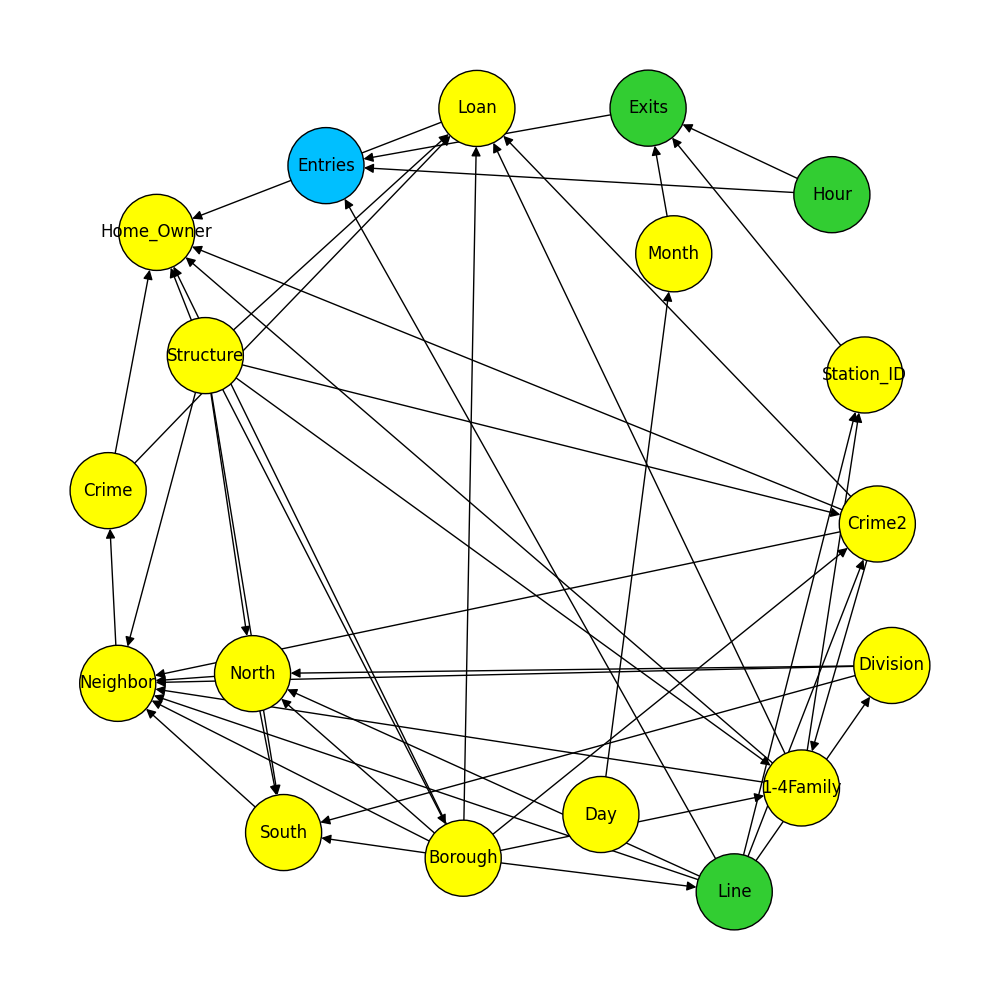 Loan
Exits
Entries
Hour
Home_Owner
Month
Structure
Station_ID
Crime
Crime2
Division
North
Neighbor
1-4Family
Day
South
Borough
Line